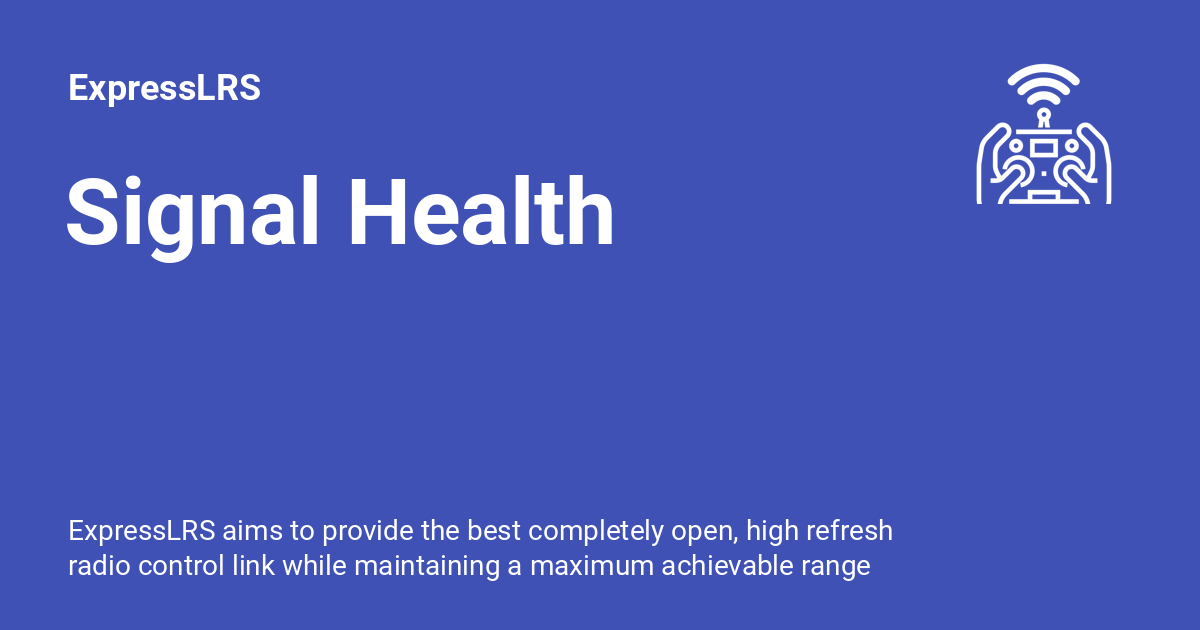 ExpressLRS
Signal Health
ExpressLRS aims to provide the best completely open, high refresh
radio control link while maintaining a maximum achievable range